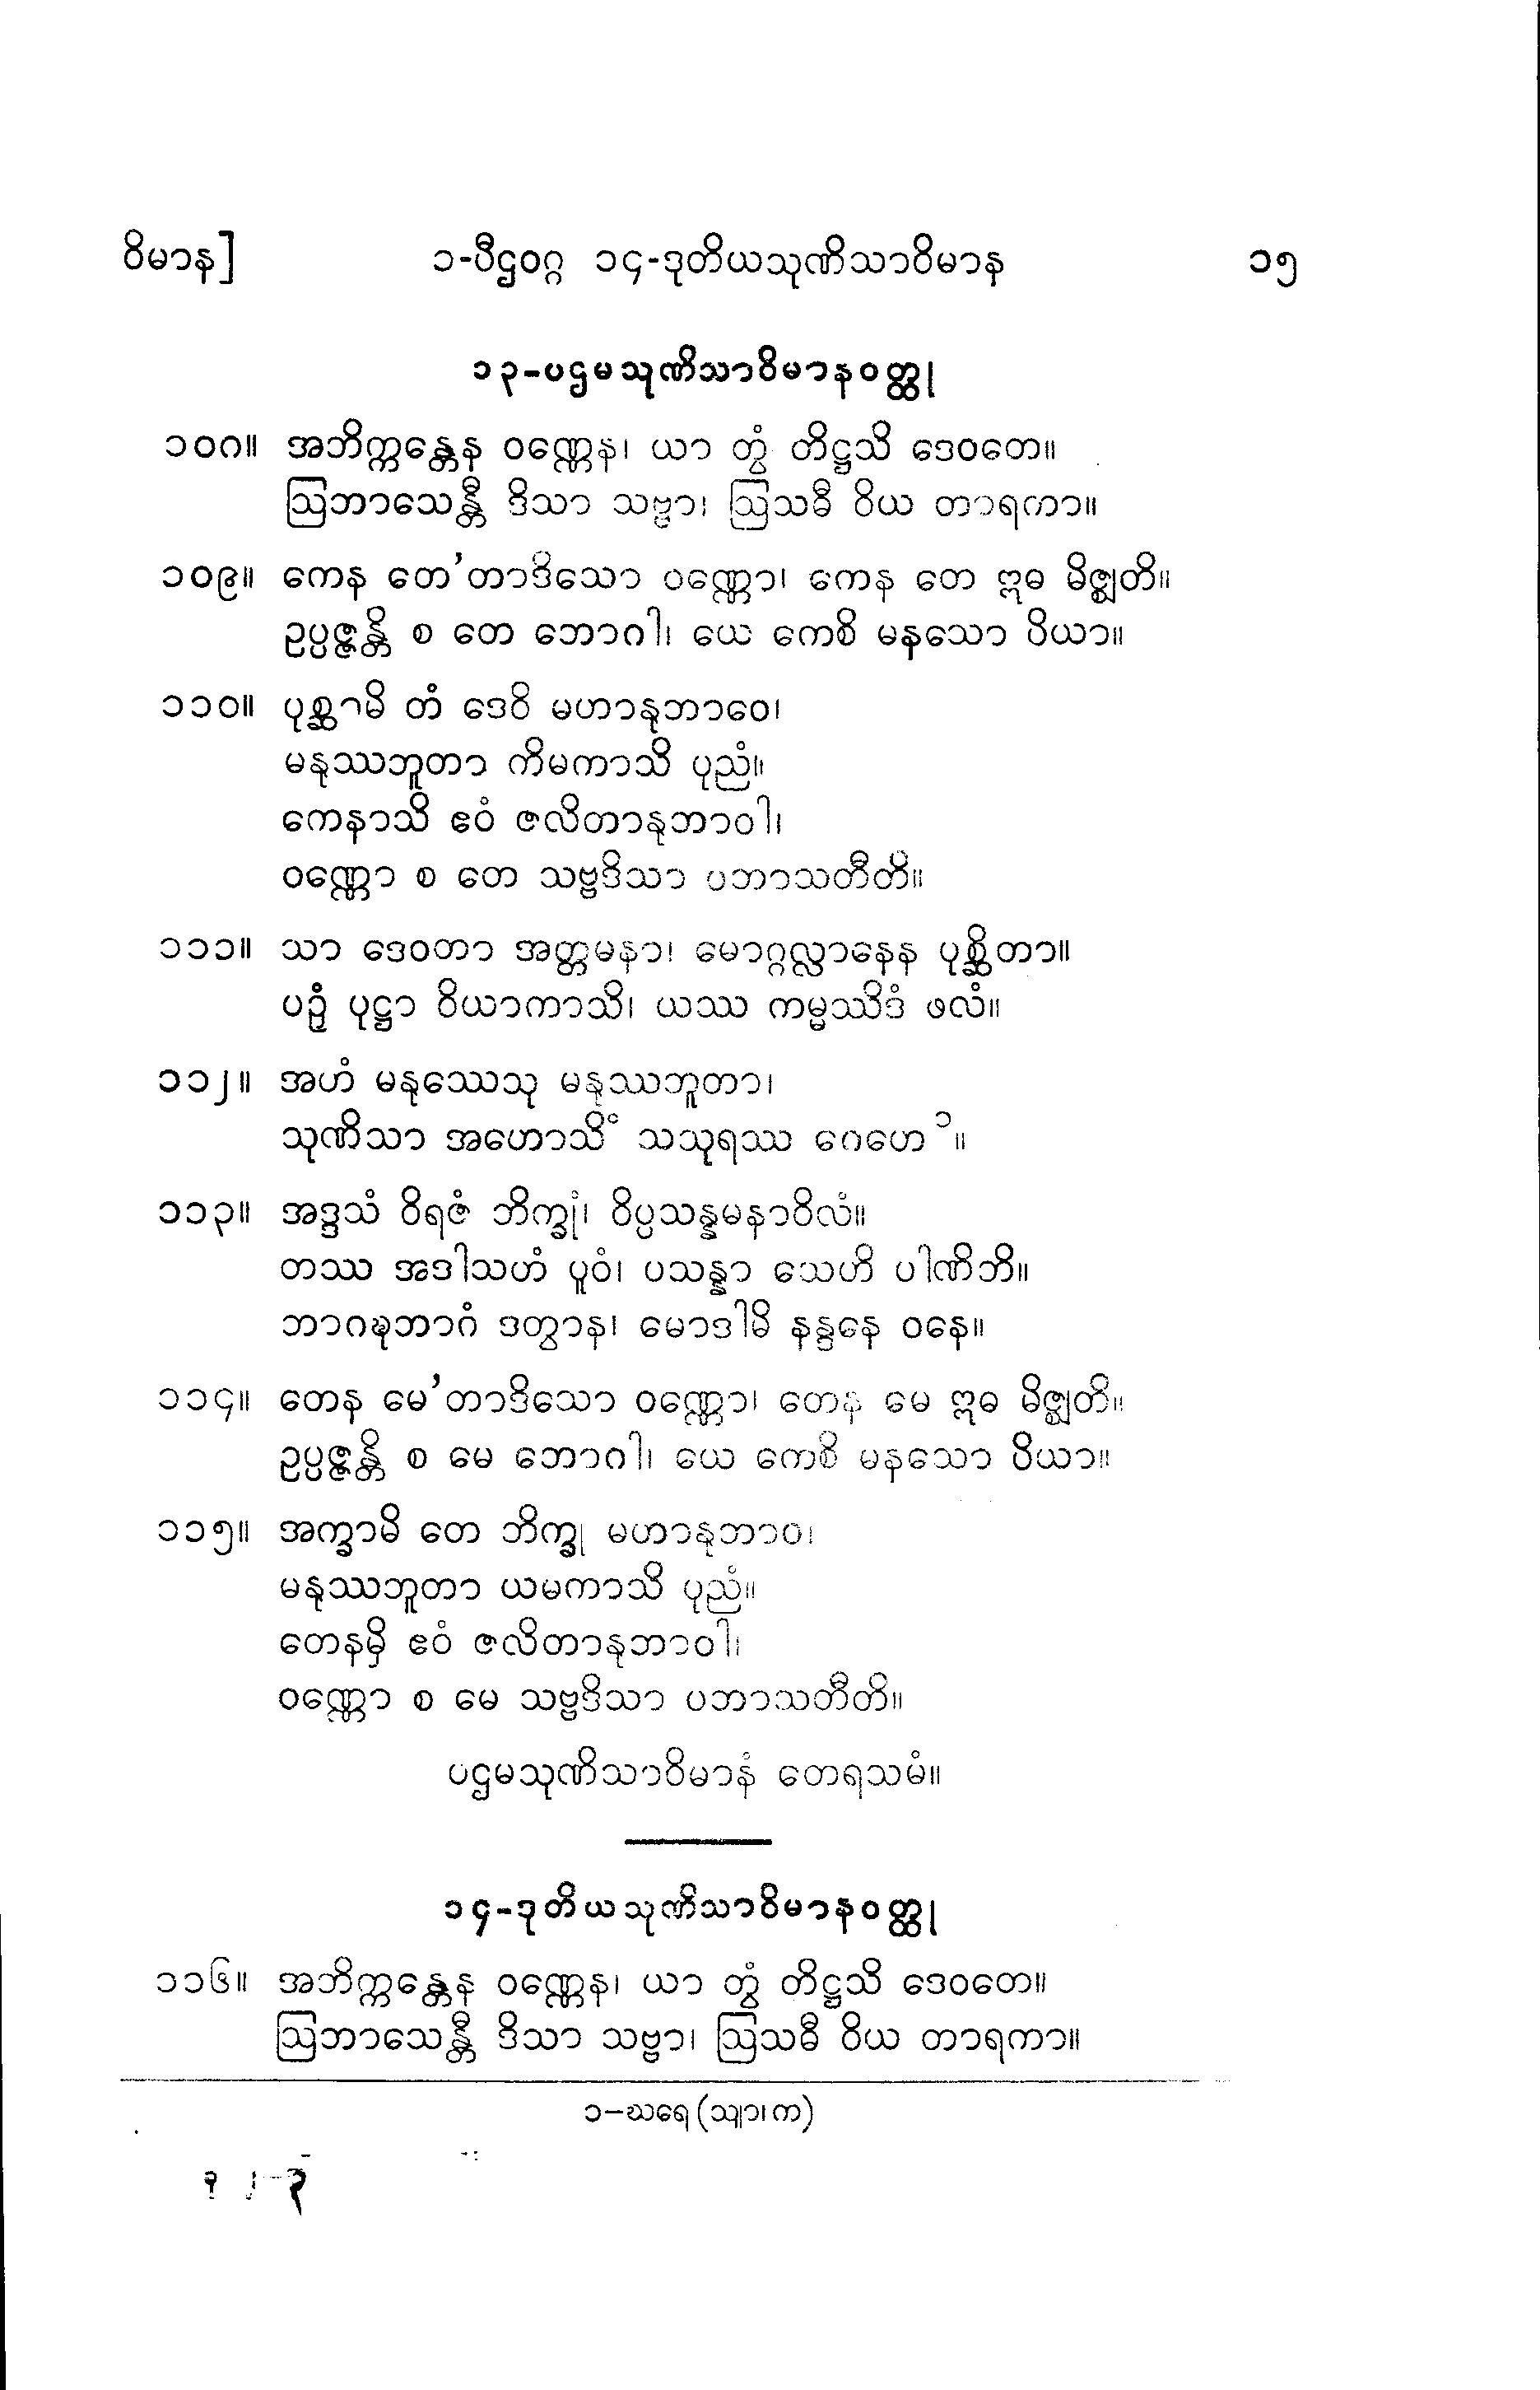 ဝိမာန]	၁-ပီဌဝဂ္ဂ ၁၄-ဒုတိယသုဏိသာဝိမာန	၁၅
၁၃-ပဌမသုဏိသာဝိမာနဝတ္ထု
၁၀ဂ။ အဘိက္ကန္တေန ဝဏ္ဏေန၊ ယာ တွံ တိဋ္ဌသိ ဒေဝတေ။
ဩဘာသေန္တီ ဒိသာ သဗ္ဗာ၊ ဩသဓီ ဝိယ တာရကာ။
၁၀၉။ ကေန တေ’တာဒိသော ဝဏ္ဏော၊ ကေန တေ ဣဓ မိဇ္ဈတိ။
ဥပ္ပဇ္ဇန္တိ စ တေ ဘောဂါ၊ ယေ ကေစိ မနသော ပိယာ။
၁၁၀။ ပုစ္ဆာမိ တံ ဒေဝိ မဟာနုဘာဝေ၊
မနုဿဘူတာ ကိမကာသိ ပုညံ။
ကေနာသိ ဧဝံ ဇလိတာနုဘာဝါ၊
ဝဏ္ဏော စ တေ သဗ္ဗဒိသာ ပဘာသတီတိ။
၁၁၁။ သာ ဒေဝတာ အတ္တမနာ၊ မောဂ္ဂလ္လာနေန ပုစ္ဆိတာ။
ပဉှံ ပုဋ္ဌာ ဝိယာကာသိ၊ ယဿ ကမ္မဿိဒံ ဖလံ။
၁၁၂။ အဟံ မနုဿေသု မနုဿဘူတာ၊
သုဏိသာ အဟောသိံ သသုရဿ ဂေဟေ ၁။
၁၁၃။ အဒ္ဒသံ ဝိရဇံ ဘိက္ခုံ၊ ဝိပ္ပသန္နမနာဝိလံ။
တဿ အဒါသဟံ ပူဝံ၊ ပသန္နာ သေဟိ ပါဏိဘိ။
ဘာဂဍ္ဎဘာဂံ ဒတွာန၊ မောဒါမိ နန္ဒနေ ဝနေ။
၁၁၄။ တေန မေ’တာဒိသော ဝဏ္ဏော၊ တေန မေ ဣဓ မိဇ္ဈတိ။
ဥပ္ပဇ္ဇန္တိ စ မေ ဘောဂါ၊ ယေ ကေစိ မနသော ပိယာ။
၁၁၅။ အက္ခာမိ တေ ဘိက္ခု မဟာနုဘာဝ၊
မနုဿဘူတာ ယမကာသိ ပုညံ။
တေနမှိ ဧဝံ ဇလိတာနုဘာဝါ၊
ဝဏ္ဏော စ မေ သဗ္ဗဒိသာ ပဘာသတီတိ။
ပဌမသုဏိသာဝိမာနံ တေရသမံ။
၁၄-ဒုတိယသုဏိသာဝိမာနဝတ္ထု
၁၁၆။ အဘိက္ကန္တေန ဝဏ္ဏေန၊ ယာ တွံ တိဋ္ဌသိ ဒေဝတေ။
ဩဘာသေန္တီ ဒိသာ သဗ္ဗာ၊ ဩသဓီ ဝိယ တာရကာ။
၁-ဃရေ (သျာ၊ က)